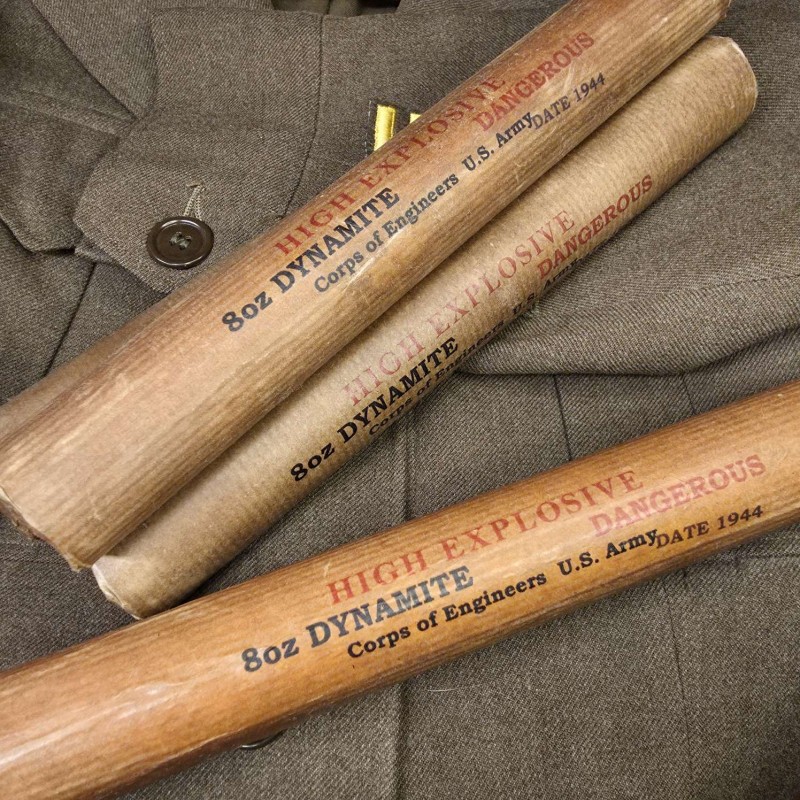 HIGH EXPLOSIVE
DANGEROUS
8oz DYNAMITE
Corps of Engineers U.S. Army DATE 1944
HIGH EXPLOSIVE
DANGEROUS
8oz DYNAMITE
Corps of Engineers U.S. Army
HIGH EXPLOSIVE
DANGEROUS
8oz DYNAMITE
Corps of Engineers U.S. Army DATE 1944